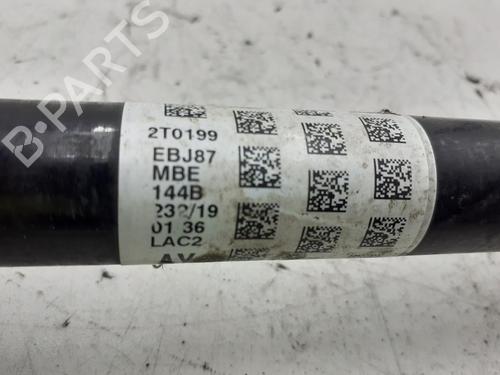 B-PARTS
2T0199
EBJ87
MBE
144B
232/19
01 36
LAC2